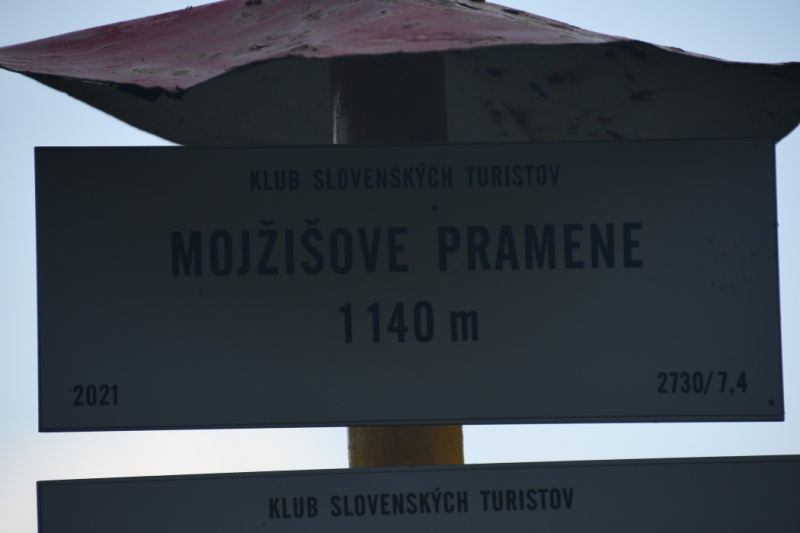 KLUB SLOVENSKÝCH TURISTOV
MOJŽIŠOVE PRAMENE
1140 m
2021
2730/7,4
KLUB SLOVENSKÝCH TURISTOV